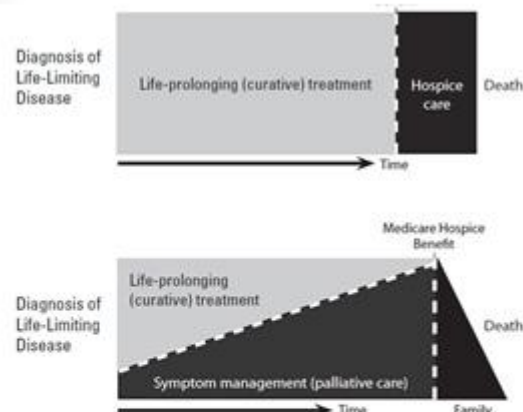 Diagnosis of
Life-Limiting
Disease
Life-prolonging (curative) treatment
Hospice
care
Death
Time
Medicare Hospice
Benefit
Diagnosis of
Life-Limiting
Disease
Life-prolonging
(curative) treatment
Death
Symptom management (palliative care)
Time
Family